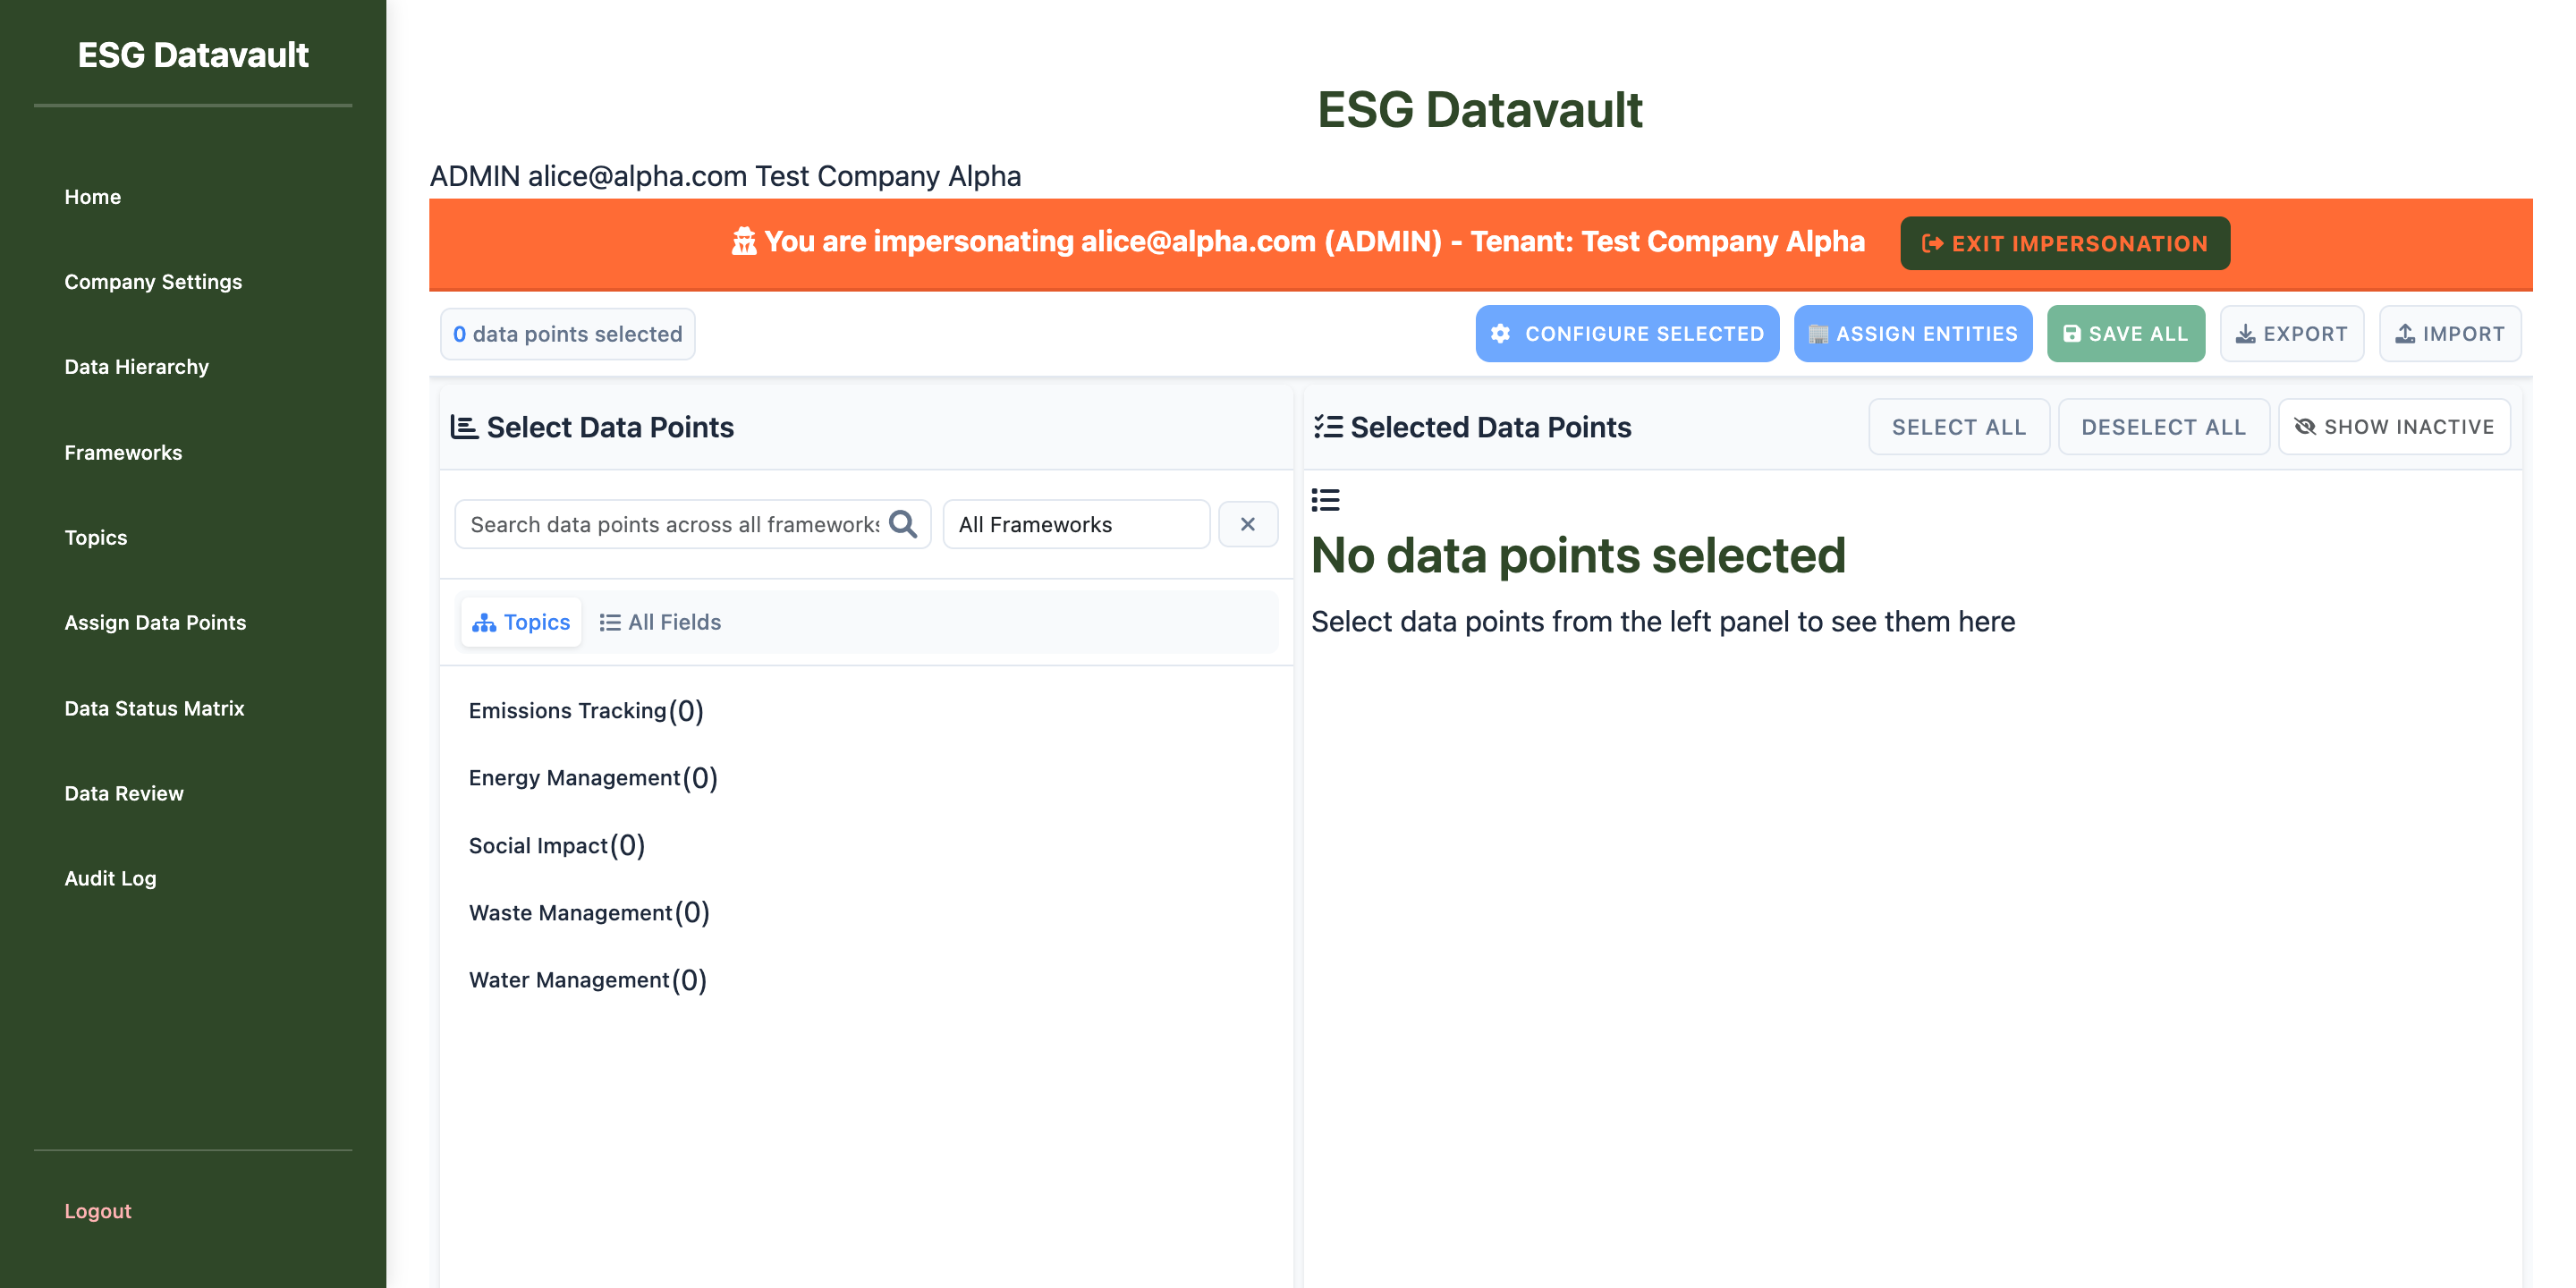 ESG Datavault
Home
Company Settings
Data Hierarchy
Frameworks
Topics
Assign Data Points
Data Status Matrix
Data Review
Audit Log
Logout
ESG Datavault
ADMIN alice@alpha.com Test Company Alpha
You are impersonating alice@alpha.com (ADMIN) - Tenant: Test Company Alpha
EXIT IMPERSONATION
0 data points selected
CONFIGURE SELECTED
ASSIGN ENTITIES
SAVE ALL
EXPORT
IMPORT
Select Data Points
Search data points across all frameworks
All Frameworks
Topics
All Fields
Emissions Tracking(0)
Energy Management(0)
Social Impact(0)
Waste Management(0)
Water Management(0)
Selected Data Points
SELECT ALL
DESELECT ALL
SHOW INACTIVE
No data points selected
Select data points from the left panel to see them here